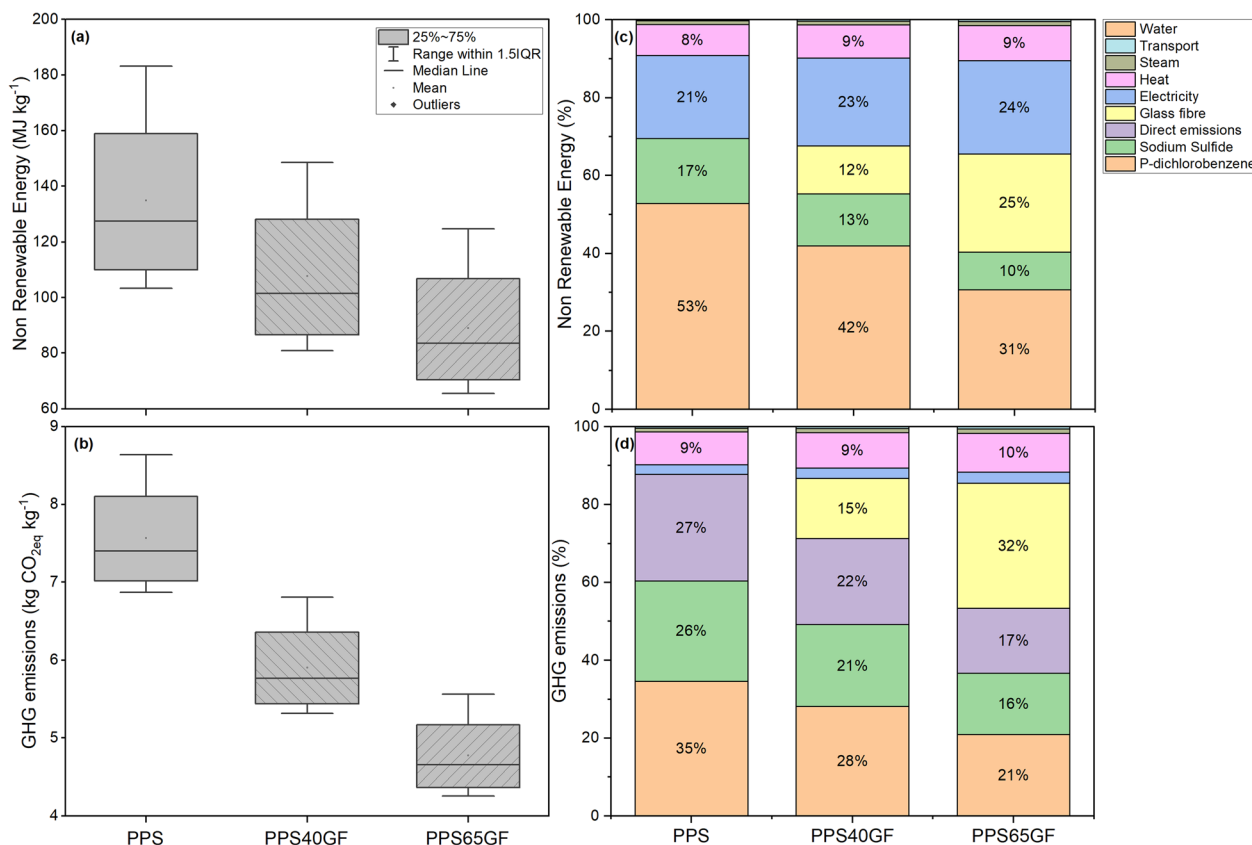 (a)
25%~75%
Range within 1.5IQR
Median Line
Mean
Outliers
Non Renewable Energy (MJ kg⁻¹)
200
180
160
140
120
100
80
60
(c)
Non Renewable Energy (%)
100
80
60
40
20
0
8%
21%
17%
53%
9%
23%
12%
13%
42%
9%
24%
25%
10%
31%
Water
Transport
Steam
Heat
Electricity
Glass fibre
Direct emissions
Sodium Sulfide
P-dichlorobenzene
(b)
GHG emissions (kg CO₂eq kg⁻¹)
9
8
7
6
5
4
PPS
PPS40GF
PPS65GF
(d)
GHG emissions (%)
100
80
60
40
20
0
9%
27%
26%
35%
9%
15%
22%
21%
28%
10%
32%
17%
16%
21%
PPS
PPS40GF
PPS65GF